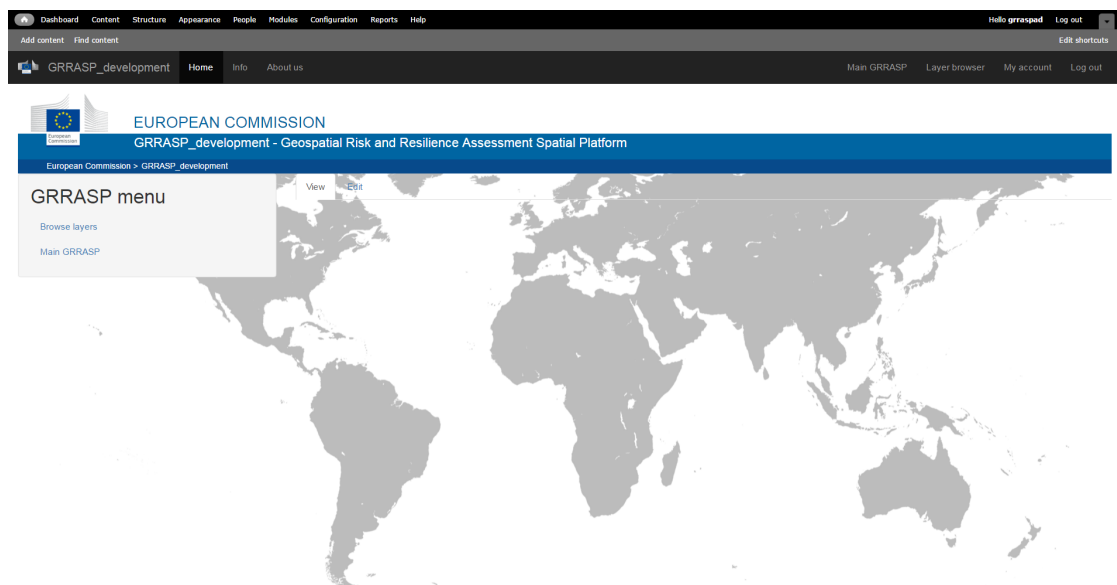 Dashboard Content Structure Appearance People Modules Configuration Reports Help Hello grraspad Log out
Add content Find content Edit shortcuts
GRRASP_development Home Info About us Main GRRASP Layer browser My account Log out
European
Commission
EUROPEAN COMMISSION
GRRASP_development - Geospatial Risk and Resilience Assessment Spatial Platform
European Commission > GRRASP_development
GRRASP menu
Browse layers
Main GRRASP
View Edit